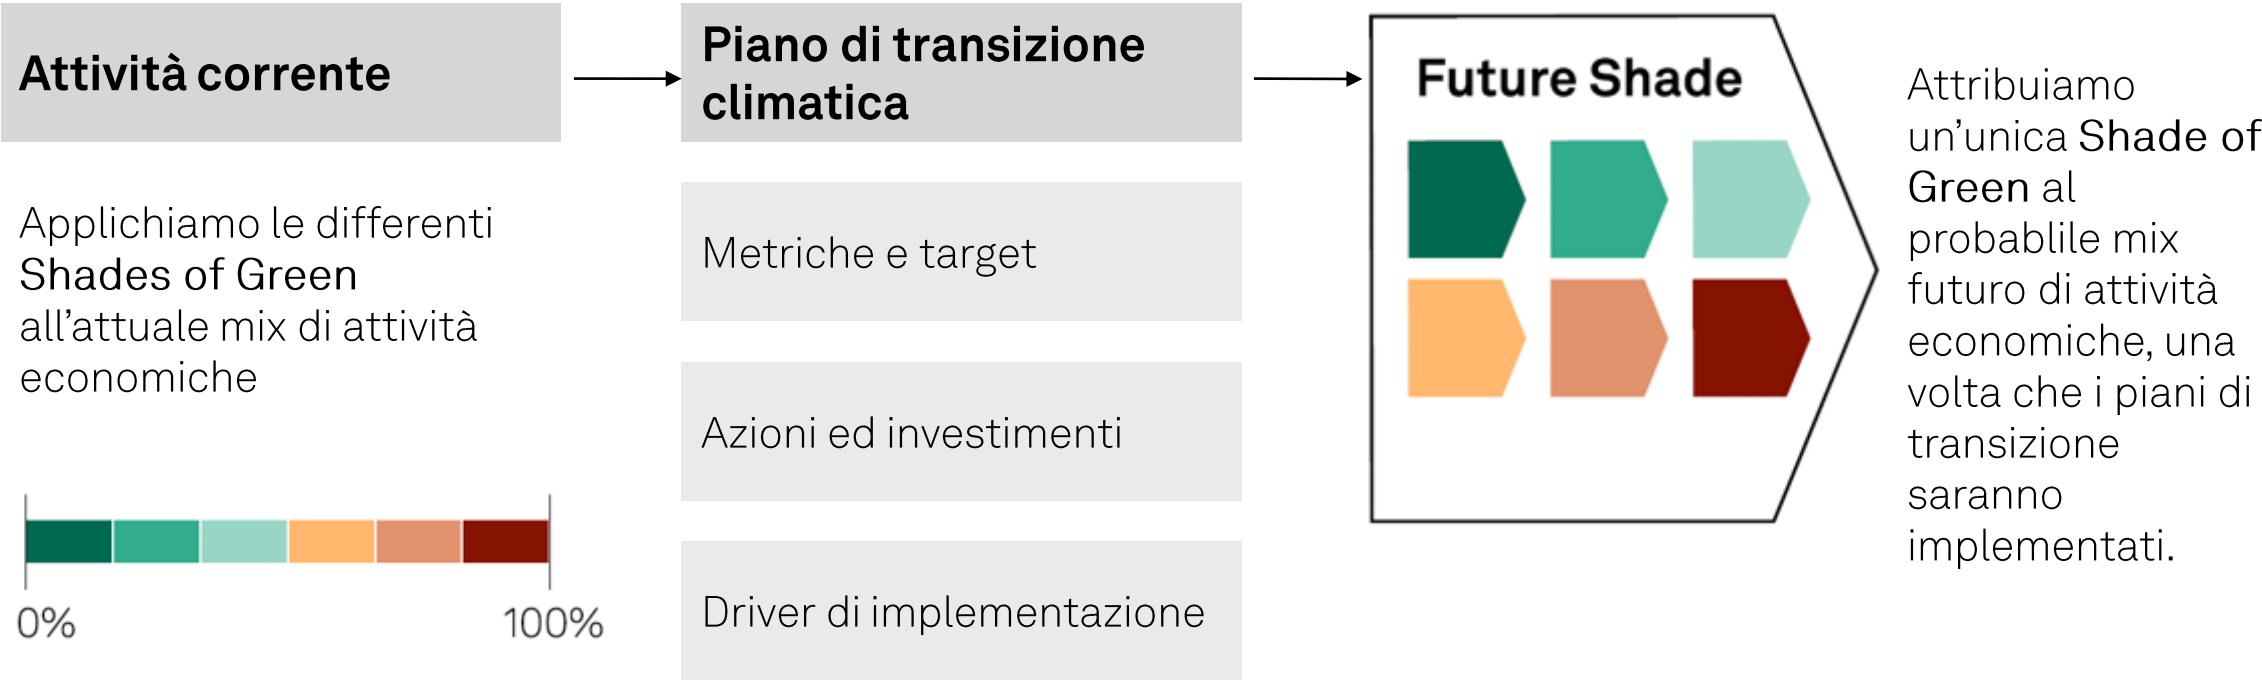 Attività corrente
Applichiamo le differenti
Shades of Green
all’attuale mix di attività
economiche
0%
100%
Piano di transizione
climatica
Metriche e target
Azioni ed investimenti
Driver di implementazione
Future Shade
Attribuiamo
un’unica Shade of
Green al
probablile mix
futuro di attività
economiche, una
volta che i piani di
transizione
saranno
implementati.